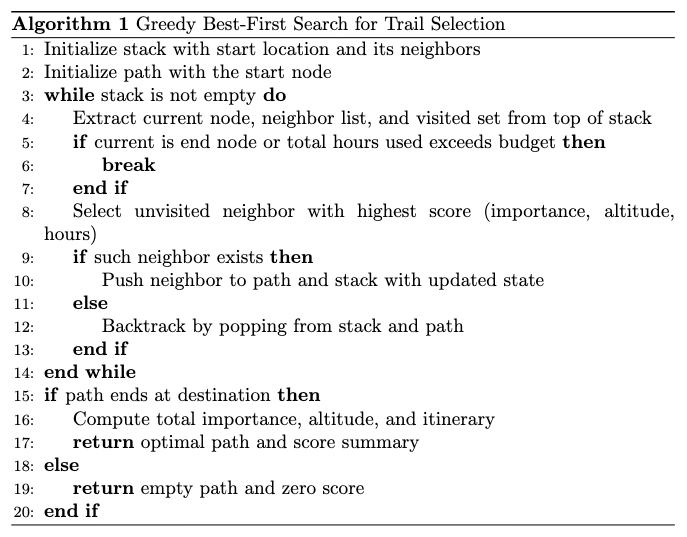 Algorithm 1 Greedy Best-First Search for Trail Selection
1: Initialize stack with start location and its neighbors
2: Initialize path with the start node
3: while stack is not empty do
4: Extract current node, neighbor list, and visited set from top of stack
5: if current is end node or total hours used exceeds budget then
6: break
7: end if
8: Select unvisited neighbor with highest score (importance, altitude,
hours)
9: if such neighbor exists then
10: Push neighbor to path and stack with updated state
11: else
12: Backtrack by popping from stack and path
13: end if
14: end while
15: if path ends at destination then
16: Compute total importance, altitude, and itinerary
17: return optimal path and score summary
18: else
19: return empty path and zero score
20: end if